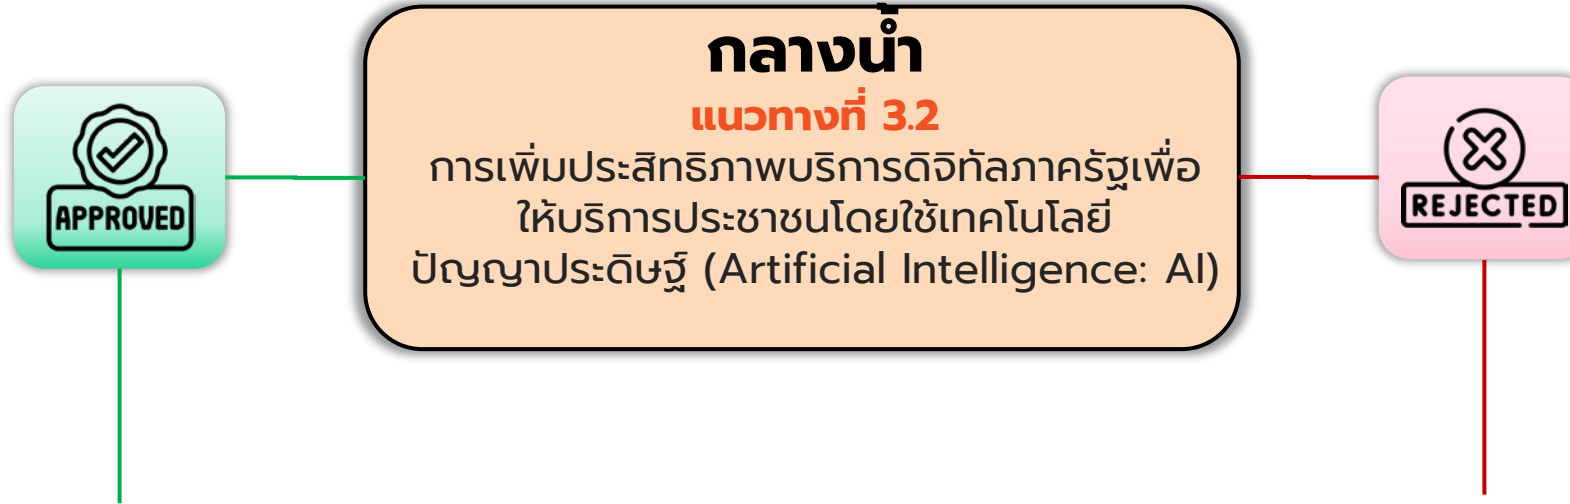 กลางน้ำ
แนวทางที่ 3.2
การเพิ่มประสิทธิภาพบริการดิจิทัลภาครัฐเพื่อ
ให้บริการประชาชนโดยใช้เทคโนโลยี
ปัญญาประดิษฐ์ (Artificial Intelligence: AI)
APPROVED
REJECTED